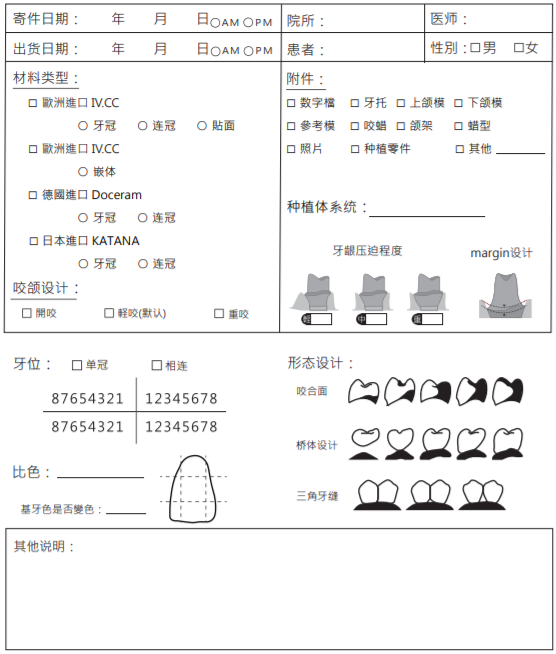 寄件日期： 年 月 日○AM ○PM 院所： 医师：
出货日期： 年 月 日○AM ○PM 患者： 性別：□男 □女
材料类型：
□ 歐洲進口 IV.CC
○ 牙冠 ○ 连冠 ○ 貼面
□ 歐洲進口 IV.CC
○ 嵌体
□ 德國進口 Doceram
○ 牙冠 ○ 连冠
□ 日本進口 KATANA
○ 牙冠 ○ 连冠
咬颌设计：
□ 開咬 □ 軽咬(默认) □ 重咬
附件：
□ 数字檔 □ 牙托 □ 上颌模 □ 下颌模
□ 參考模 □ 咬蜡 □ 颌架 □ 蜡型
□ 照片 □ 种植零件 □ 其他
种植体系统：
牙龈压迫程度 margin设计
輕 中 重
牙位： □ 单冠 □ 相连
87654321 12345678
87654321 12345678
比色：
基牙色是否變色：
形态设计：
咬合面
桥体设计
三角牙缝
其他说明：